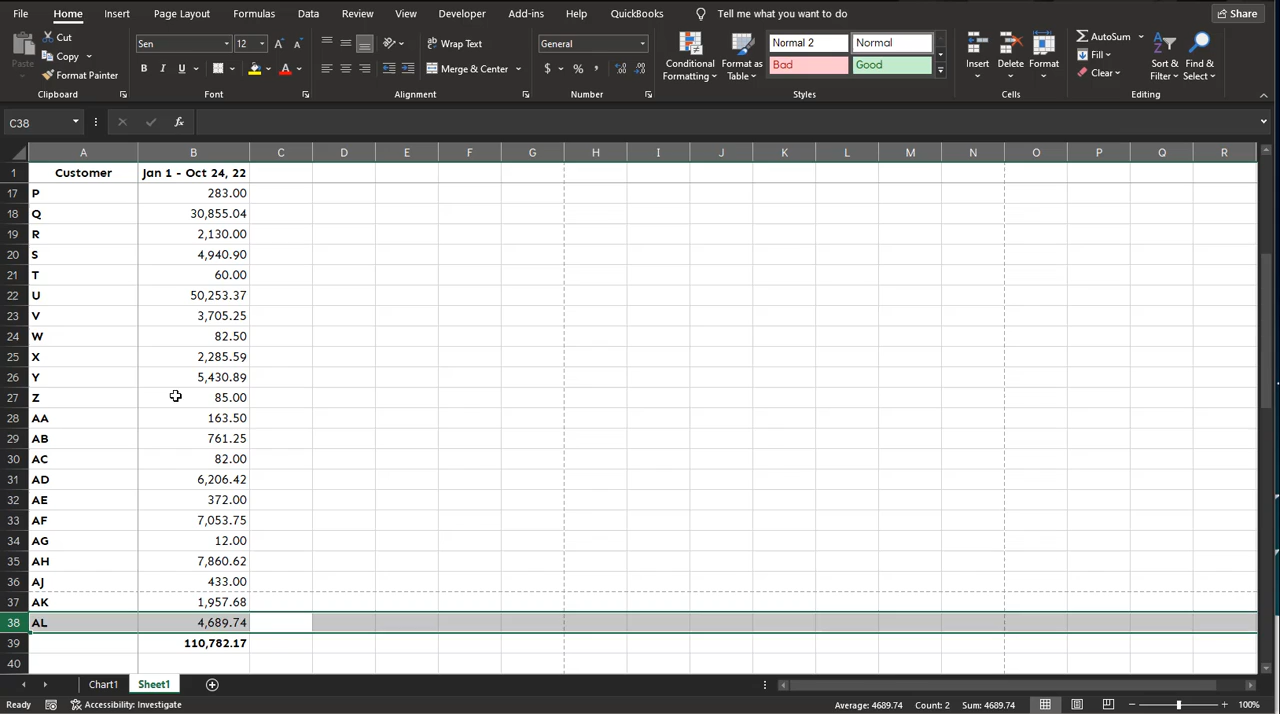 File Home Insert Page Layout Formulas Data Review View Developer Add-ins Help QuickBooks Tell me what you want to do Share
Paste
Cut
Copy
Format Painter
Clipboard
Sen 12
B I U A
Font
Wrap Text
Merge & Center
Alignment
General
$ % ,
Number
Conditional Formatting
Format as Table
Normal 2 Normal
Bad Good
Styles
Insert Delete Format
Cells
AutoSum
Fill
Clear
Sort & Filter
Find & Select
Editing
C38 fx
A B C D E F G H I J K L M N O P Q R
1 Customer Jan 1 - Oct 24, 22
17 P 283.00
18 Q 30,855.04
19 R 2,130.00
20 S 4,940.90
21 T 60.00
22 U 50,253.37
23 V 3,705.25
24 W 82.50
25 X 2,285.59
26 Y 5,430.89
27 Z 85.00
28 AA 163.50
29 AB 761.25
30 AC 82.00
31 AD 6,206.42
32 AE 372.00
33 AF 7,053.75
34 AG 12.00
35 AH 7,860.62
36 AJ 433.00
37 AK 1,957.68
38 AL 4,689.74
39 110,782.17
40
Chart1 Sheet1
Ready Accessibility: Investigate Average: 4689.74 Count: 2 Sum: 4689.74 100%